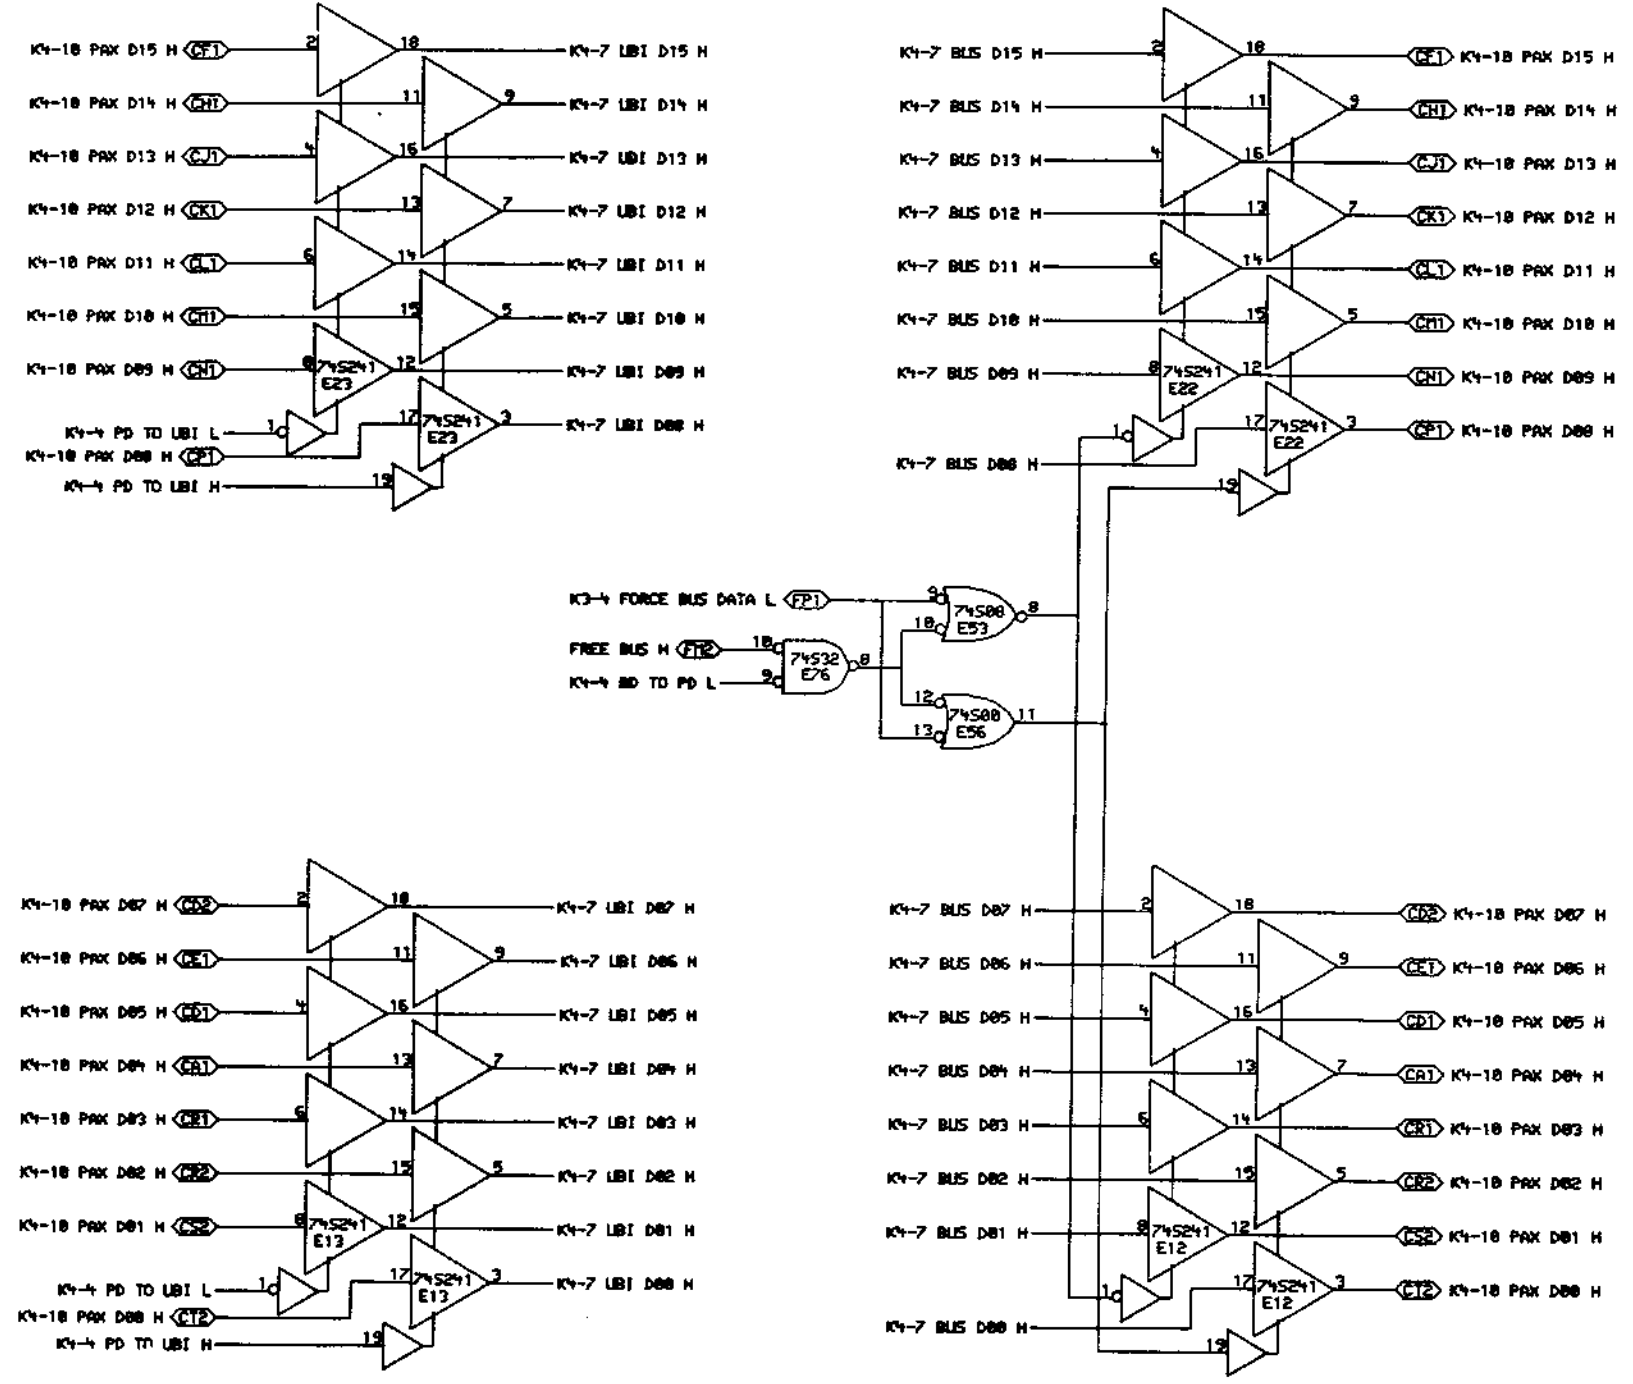 K4-10 PAX D15 H CF1 2 18 K4-7 UBI D15 H
K4-10 PAX D14 H CH1 11 9 K4-7 UBI D14 H
K4-10 PAX D13 H CJ1 4 16 K4-7 UBI D13 H
K4-10 PAX D12 H CK1 13 7 K4-7 UBI D12 H
K4-10 PAX D11 H CL1 6 14 K4-7 UBI D11 H
K4-10 PAX D10 H CM1 15 5 K4-7 UBI D10 H
K4-10 PAX D09 H CN1 8 74S241 E23 12 K4-7 UBI D09 H
K4-4 PD TO UBI L 1 17 74S241 E23 3 K4-7 UBI D08 H
K4-10 PAX D08 H CP1
K4-4 PD TO UBI H 19
K4-7 BUS D15 H 2 18 CF1 K4-10 PAX D15 H
K4-7 BUS D14 H 11 9 CH1 K4-10 PAX D14 H
K4-7 BUS D13 H 4 16 CJ1 K4-10 PAX D13 H
K4-7 BUS D12 H 13 7 CK1 K4-10 PAX D12 H
K4-7 BUS D11 H 6 14 CL1 K4-10 PAX D11 H
K4-7 BUS D10 H 15 5 CM1 K4-10 PAX D10 H
K4-7 BUS D09 H 8 74S241 E22 12 CN1 K4-10 PAX D09 H
1 17 74S241 E22 3 CP1 K4-10 PAX D08 H
K4-7 BUS D08 H
19
K3-4 FORCE BUS DATA L FP1 9 74S08 E53 8
10
FREE BUS H FM2 10 74S32 E76 8
K4-4 BD TO PD L 9
12 74S00 E56 11
13
K4-10 PAX D07 H CD2 2 18 K4-7 UBI D07 H
K4-10 PAX D06 H CE1 11 9 K4-7 UBI D06 H
K4-10 PAX D05 H CD1 4 16 K4-7 UBI D05 H
K4-10 PAX D04 H CA1 13 7 K4-7 UBI D04 H
K4-10 PAX D03 H CR1 6 14 K4-7 UBI D03 H
K4-10 PAX D02 H CR2 15 5 K4-7 UBI D02 H
K4-10 PAX D01 H CS2 8 74S241 E13 12 K4-7 UBI D01 H
K4-4 PD TO UBI L 1 17 74S241 E13 3 K4-7 UBI D00 H
K4-10 PAX D00 H CT2
K4-4 PD TO UBI H 19
K4-7 BUS D07 H 2 18 CD2 K4-10 PAX D07 H
K4-7 BUS D06 H 11 9 CE1 K4-10 PAX D06 H
K4-7 BUS D05 H 4 16 CD1 K4-10 PAX D05 H
K4-7 BUS D04 H 13 7 CA1 K4-10 PAX D04 H
K4-7 BUS D03 H 6 14 CR1 K4-10 PAX D03 H
K4-7 BUS D02 H 15 5 CR2 K4-10 PAX D02 H
K4-7 BUS D01 H 8 74S241 E12 12 CS2 K4-10 PAX D01 H
1 17 74S241 E12 3 CT2 K4-10 PAX D00 H
K4-7 BUS D00 H
19